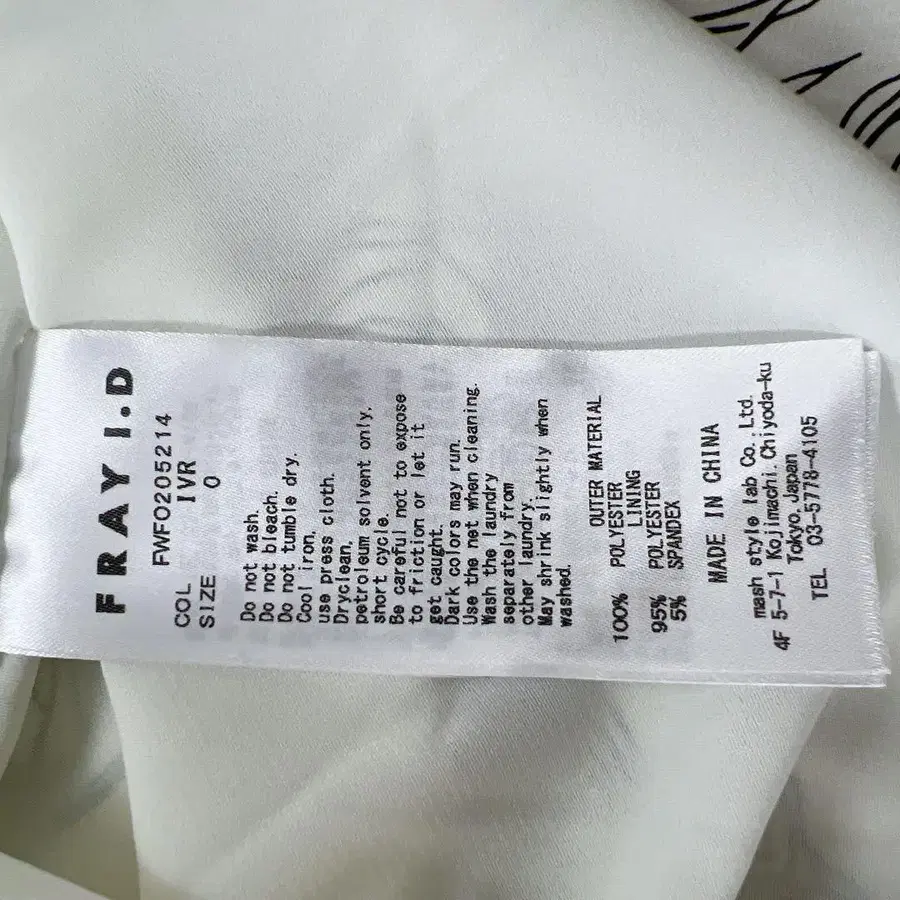 FRAY I.D
FWFO205214
COL IVR
SIZE 0
Do not wash.
Do not bleach.
Do not tumble dry.
Cool iron,
use press cloth.
Dryclean,
petroleum solvent only.
short cycle.
Be careful not to expose
to friction or let it
get caught.
Dark colors may run.
Use the net when cleaning.
Wash the laundry
separately from
other laundry.
May shrink slightly when
washed.
OUTER MATERIAL
100% POLYESTER
LINING
95% POLYESTER
5% SPANDEX
MADE IN CHINA
mash style lab Co., Ltd.
4F 5-7-1 Kojimachi. Chiyoda-ku
Tokyo. Japan
TEL 03-5778-4105